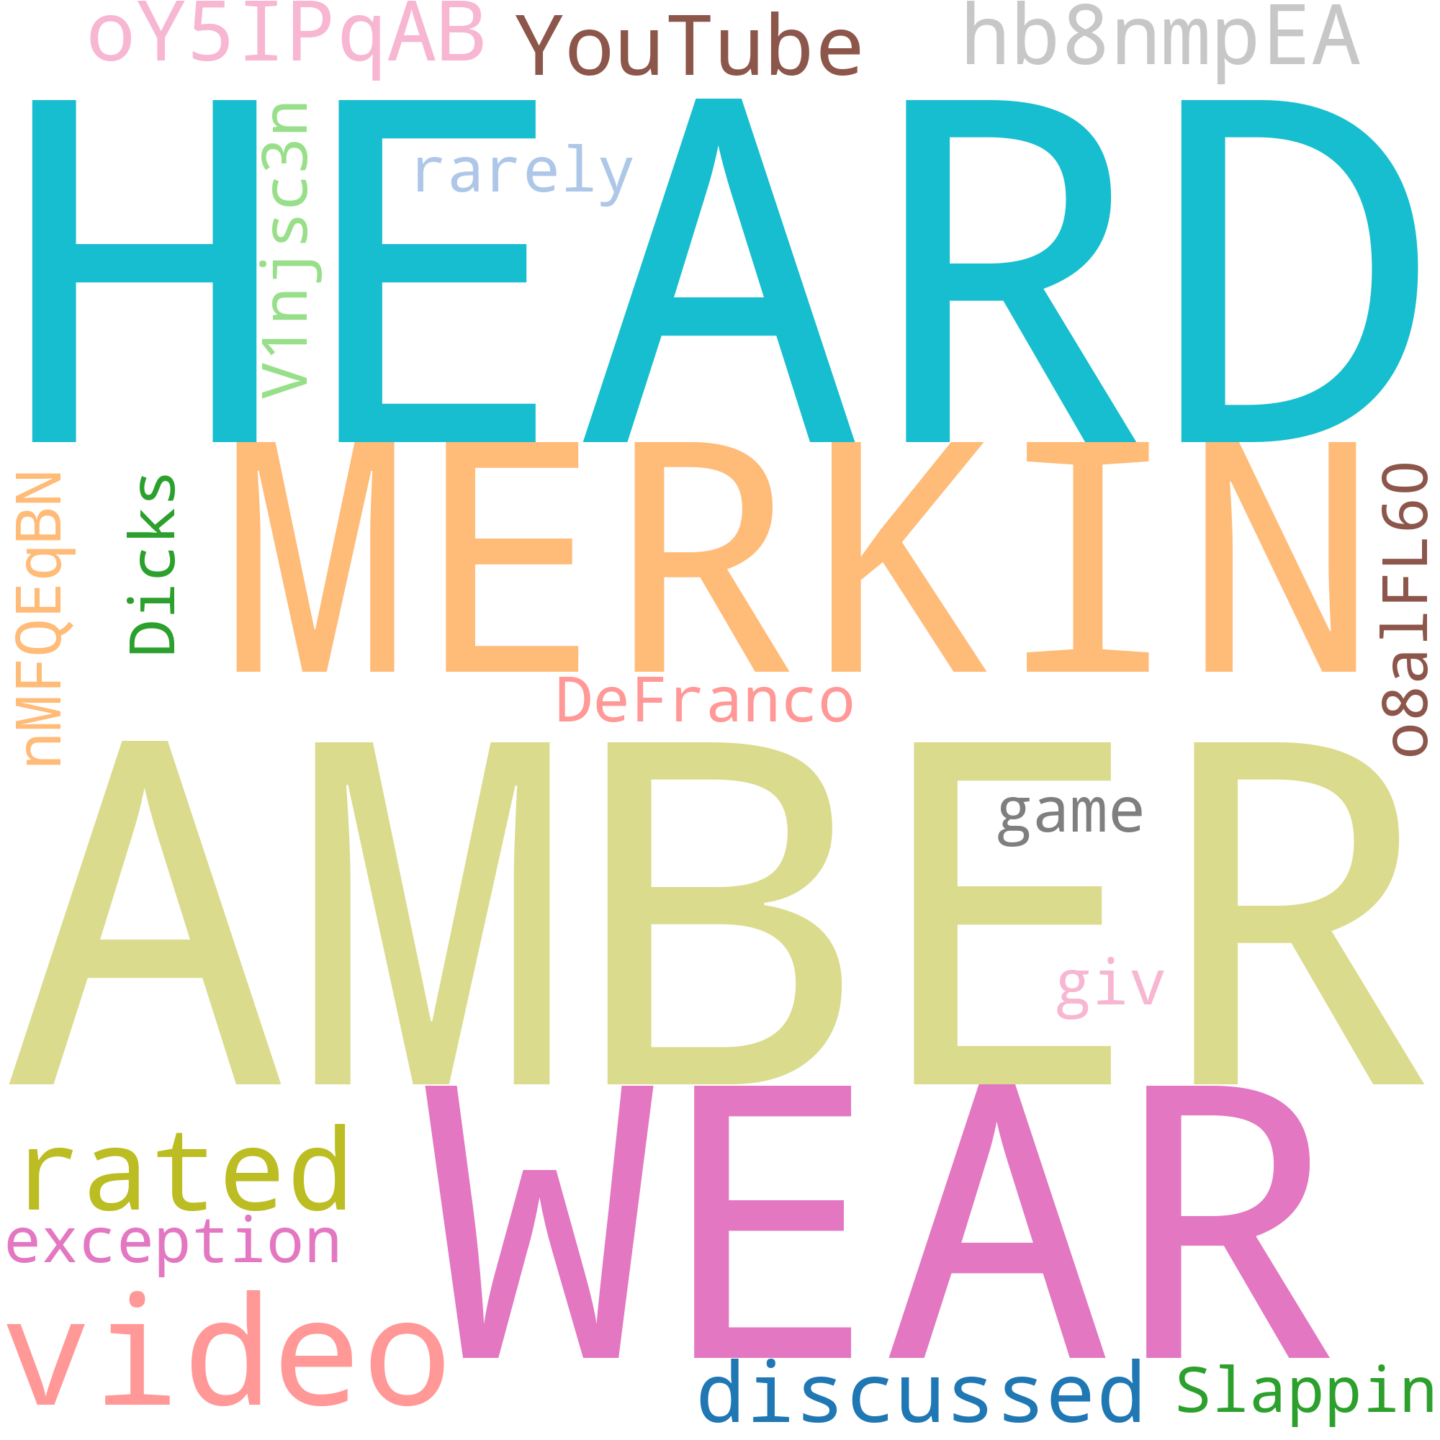 oY5IPqAB YouTube hb8nmpEA
HEARD
V1njsc3n
rarely
MERKIN
nMFQEqBN
Dicks
o8alFL60
DeFranco
AMBER
game
giv
WEAR
rated
exception
video
discussed
Slappin